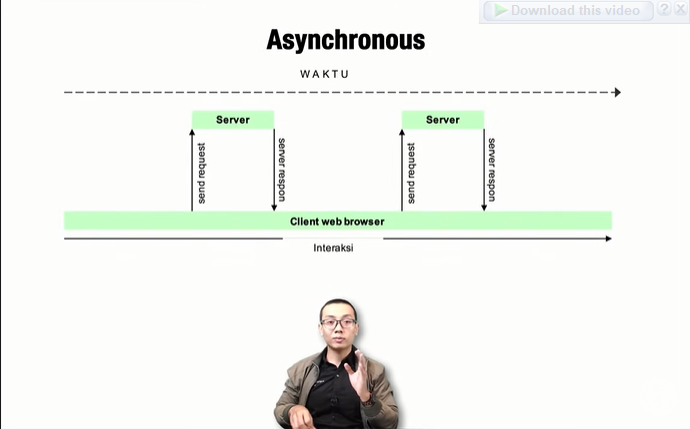 Download this video
Asynchronous
WAKTU
Server
Server
send request
server respon
send request
server respon
Client web browser
Interaksi